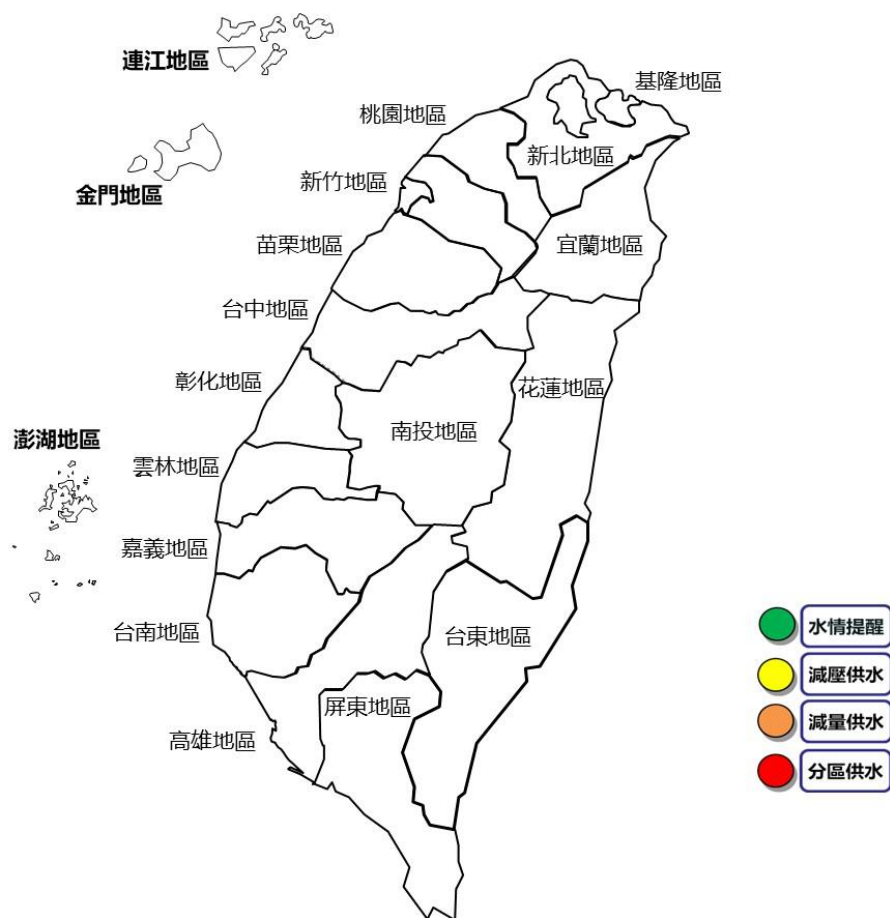 連江地區
基隆地區
桃園地區
新北地區
金門地區
新竹地區
苗栗地區
宜蘭地區
台中地區
彰化地區
花蓮地區
南投地區
澎湖地區
雲林地區
嘉義地區
台南地區
台東地區
屏東地區
高雄地區
水情提醒
減壓供水
減量供水
分區供水